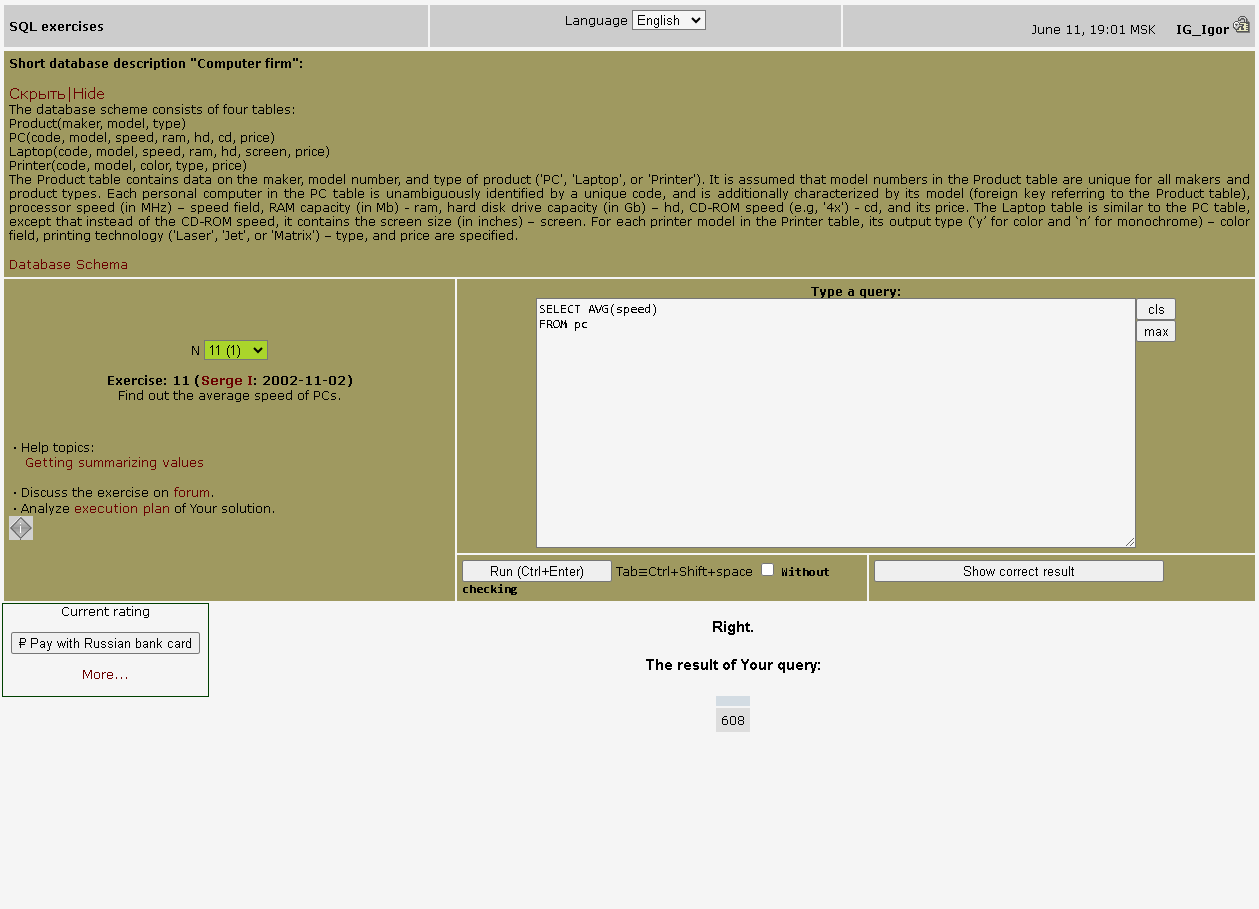 SQL exercises
Language English
June 11, 19:01 MSK IG_Igor
Short database description "Computer firm":
Скрыть|Hide
The database scheme consists of four tables:
Product(maker, model, type)
PC(code, model, speed, ram, hd, cd, price)
Laptop(code, model, speed, ram, hd, screen, price)
Printer(code, model, color, type, price)
The Product table contains data on the maker, model number, and type of product ('PC', 'Laptop', or 'Printer'). It is assumed that model numbers in the Product table are unique for all makers and
product types. Each personal computer in the PC table is unambiguously identified by a unique code, and is additionally characterized by its model (foreign key referring to the Product table),
processor speed (in MHz) – speed field, RAM capacity (in Mb) - ram, hard disk drive capacity (in Gb) – hd, CD-ROM speed (e.g, '4x') - cd, and its price. The Laptop table is similar to the PC table,
except that instead of the CD-ROM speed, it contains the screen size (in inches) – screen. For each printer model in the Printer table, its output type ('y' for color and 'n' for monochrome) – color
field, printing technology ('Laser', 'Jet', or 'Matrix') – type, and price are specified.
Database Schema
N 11 (1)
Exercise: 11 (Serge I: 2002-11-02)
Find out the average speed of PCs.
· Help topics:
Getting summarizing values
· Discuss the exercise on forum.
· Analyze execution plan of Your solution.
Type a query:
SELECT AVG(speed)
FROM pc
cls
max
Run (Ctrl+Enter) Tab≡Ctrl+Shift+space Without
checking
Show correct result
Current rating
₽ Pay with Russian bank card
More...
Right.
The result of Your query:
608